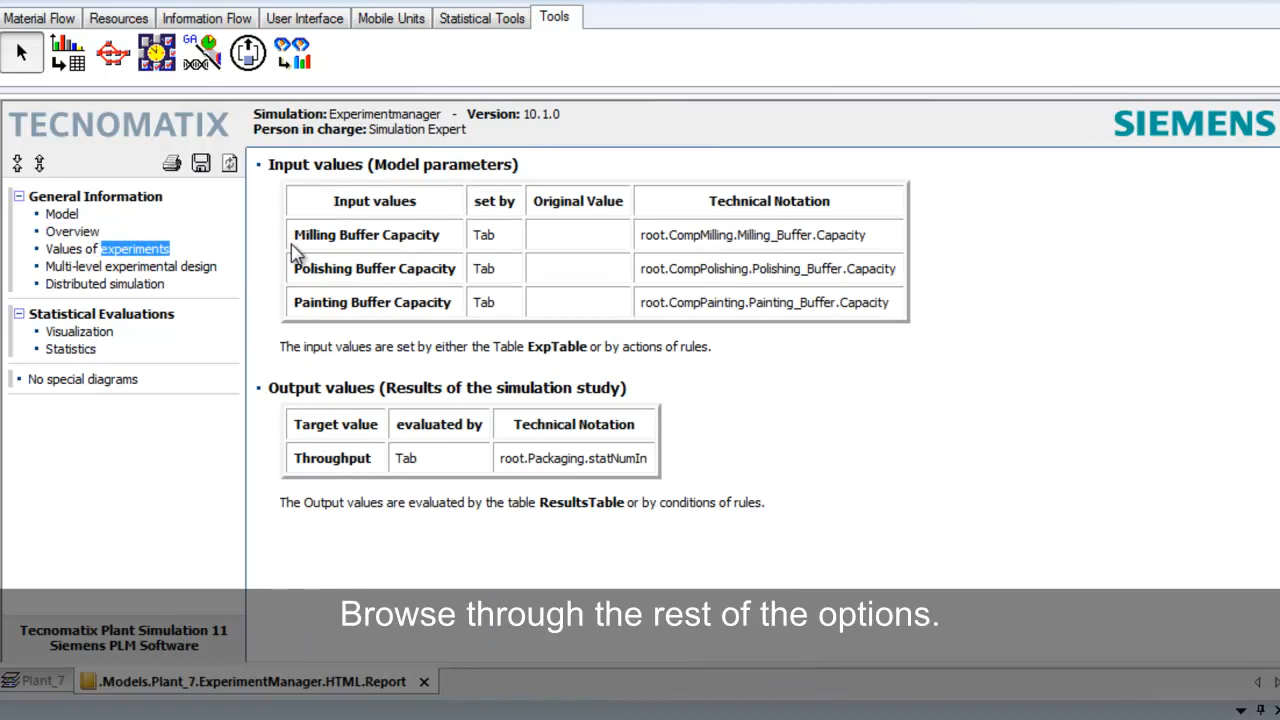 Material Flow Resources Information Flow User Interface Mobile Units Statistical Tools Tools
GA
TECNOMATIX
Simulation: Experimentmanager - Version: 10.1.0
Person in charge: Simulation Expert
SIEMENS
General Information
Model
Overview
Values of experiments
Multi-level experimental design
Distributed simulation
Statistical Evaluations
Visualization
Statistics
No special diagrams
Input values (Model parameters)
Input values set by Original Value Technical Notation
Milling Buffer Capacity Tab root.CompMilling.Milling_Buffer.Capacity
Polishing Buffer Capacity Tab root.CompPolishing.Polishing_Buffer.Capacity
Painting Buffer Capacity Tab root.CompPainting.Painting_Buffer.Capacity
The input values are set by either the Table ExpTable or by actions of rules.
Output values (Results of the simulation study)
Target value evaluated by Technical Notation
Throughput Tab root.Packaging.statNumIn
The Output values are evaluated by the table ResultsTable or by conditions of rules.
Browse through the rest of the options.
Tecnomatix Plant Simulation 11
Siemens PLM Software
Plant_7 .Models.Plant_7.ExperimentManager.HTML.Report